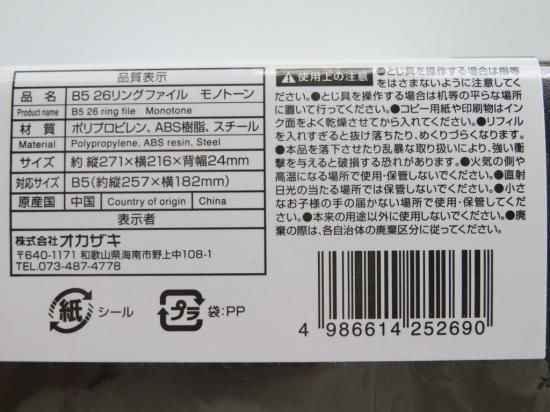 品質表示
品 名 B5 26リングファイル モノトーン
Product name B5 26 ring file Monotone
材 質 ポリプロピレン、ABS樹脂、スチール
Material Polypropylene, ABS resin, Steel
サイズ 約 縦271×横216×背幅24mm
対応サイズ B5(約縦257×横182mm)
原産国 中国 Country of origin China
表示者
株式会社オカザキ
〒640-1171 和歌山県海南市野上中108-1
TEL.073-487-4778
紙 シール
プラ 袋:PP
使用上の注意 ●とじ具を操作する場合は指等
をはさまないように注意してく
ださい。●とじ具を操作する場合は机等の平らな場所
に置いて行ってください。●コピー用紙や印刷物はイン
ク面をよく乾燥させてから入れてください。●リフィル
を入れすぎると抜け落ちたり、めくりづらくなります。
●本品を落下させたり乱暴な取り扱いにより、強い衝
撃を与えると破損する恐れがあります。●火気の側や
高温になる場所で使用・保管しないでください。●直射
日光の当たる場所では保管しないでください。●小さ
なお子様の手の届かない場所で使用・保管してくださ
い。●本来の用途以外に使用しないでください。●廃
棄の際は、各自治体の廃棄区分に従ってください。
4 986614 252690